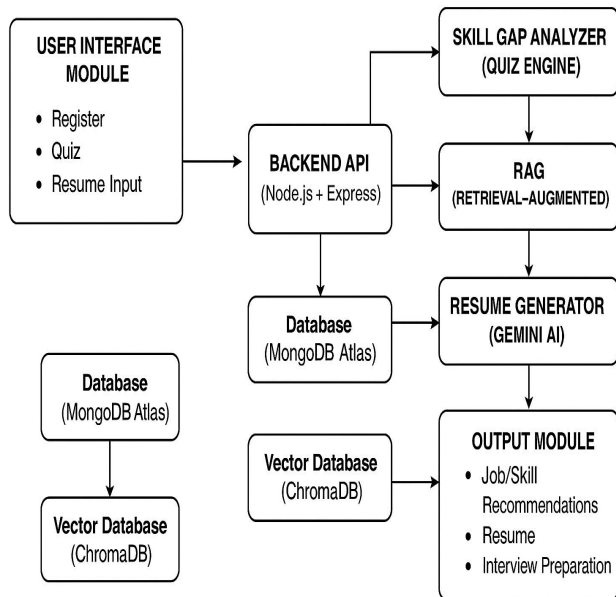 USER INTERFACE
MODULE
• Register
• Quiz
• Resume Input
BACKEND API
(Node.js + Express)
SKILL GAP ANALYZER
(QUIZ ENGINE)
RAG
(RETRIEVAL–AUGMENTED)
Database
(MongoDB Atlas)
RESUME GENERATOR
(GEMINI AI)
Database
(MongoDB Atlas)
Vector Database
(ChromaDB)
Vector Database
(ChromaDB)
OUTPUT MODULE
• Job/Skill
Recommendations
• Resume
• Interview Preparation